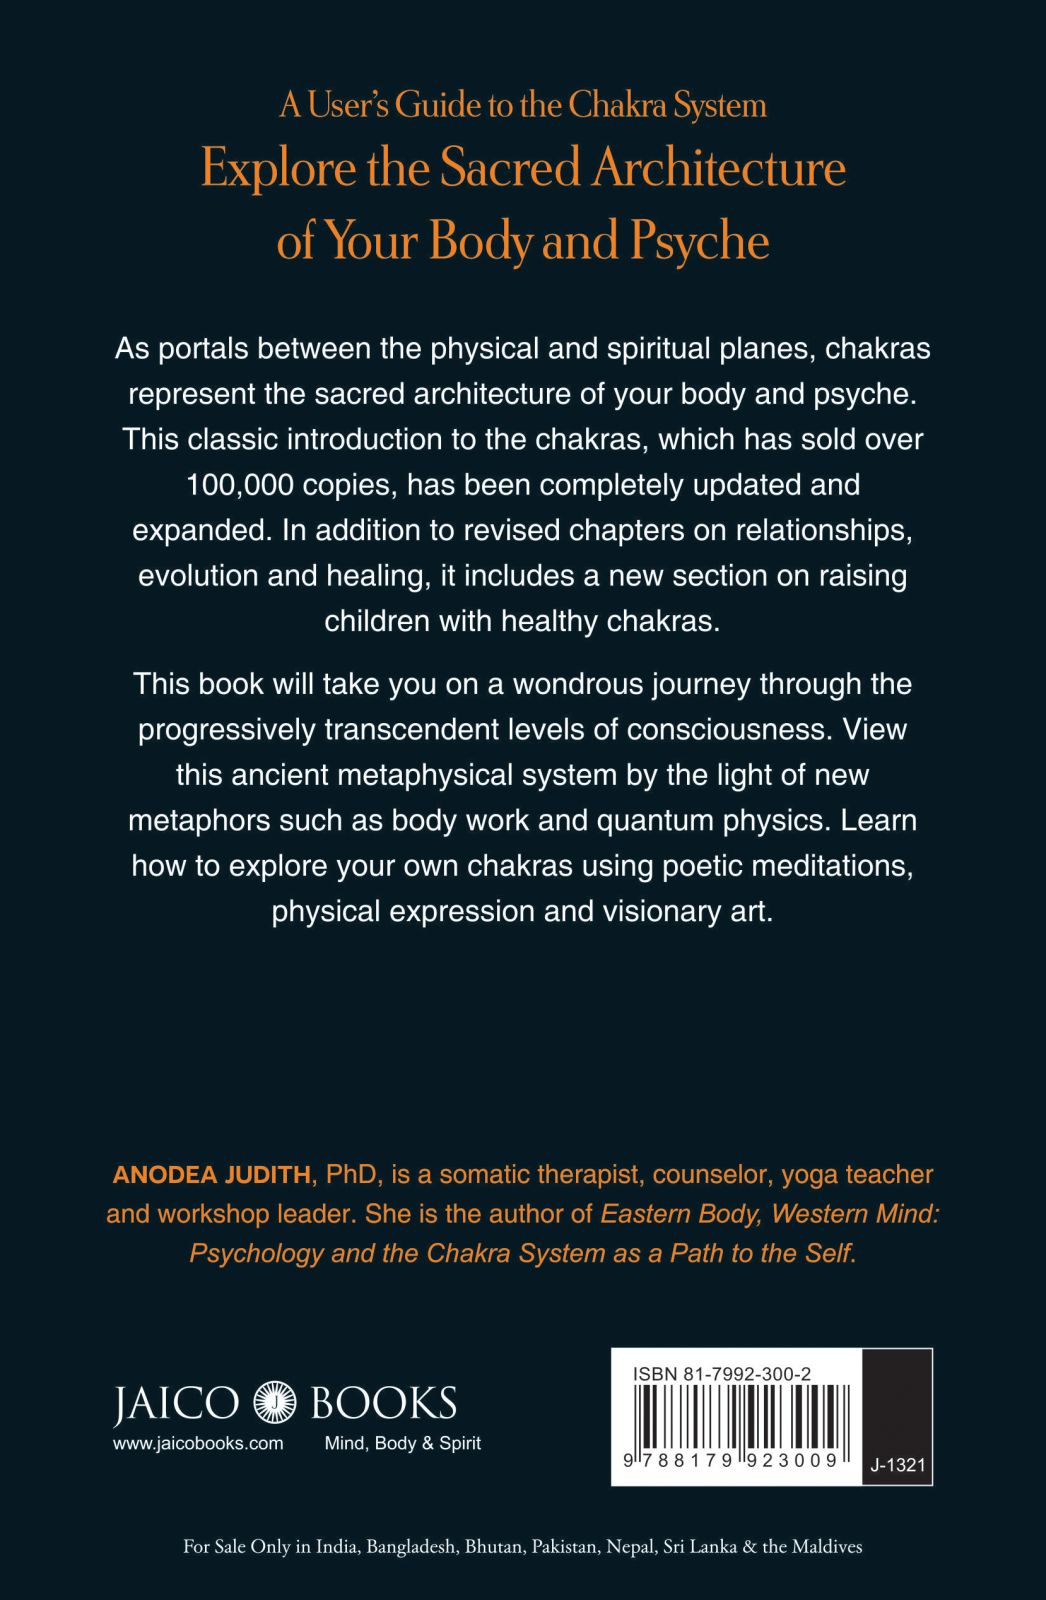 A User's Guide to the Chakra System
Explore the Sacred Architecture
of Your Body and Psyche
As portals between the physical and spiritual planes, chakras
represent the sacred architecture of your body and psyche.
This classic introduction to the chakras, which has sold over
100,000 copies, has been completely updated and
expanded. In addition to revised chapters on relationships,
evolution and healing, it includes a new section on raising
children with healthy chakras.
This book will take you on a wondrous journey through the
progressively transcendent levels of consciousness. View
this ancient metaphysical system by the light of new
metaphors such as body work and quantum physics. Learn
how to explore your own chakras using poetic meditations,
physical expression and visionary art.
ANODEA JUDITH, PhD, is a somatic therapist, counselor, yoga teacher
and workshop leader. She is the author of Eastern Body, Western Mind:
Psychology and the Chakra System as a Path to the Self.
JAICO J BOOKS
www.jaicobooks.com Mind, Body & Spirit
ISBN 81-7992-300-2
9 788179 923009
J-1321
For Sale Only in India, Bangladesh, Bhutan, Pakistan, Nepal, Sri Lanka & the Maldives